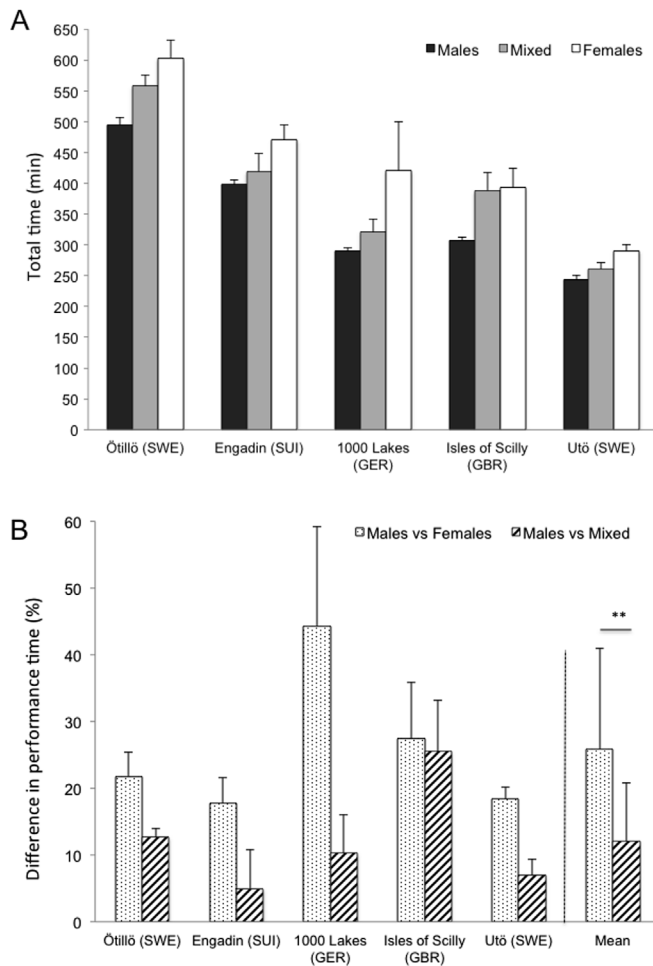 A
650
600
550
500
450
400
350
300
250
200
150
100
50
0
Total time (min)
Males Mixed Females
Ötillö (SWE) Engadin (SUI) 1000 Lakes (GER) Isles of Scilly (GBR) Utö (SWE)
B
60
50
40
30
20
10
0
Difference in performance time (%)
Males vs Females Males vs Mixed
**
Ötillö (SWE) Engadin (SUI) 1000 Lakes (GER) Isles of Scilly (GBR) Utö (SWE) Mean